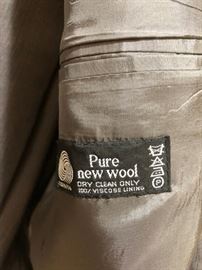 Pure
new wool
DRY CLEAN ONLY
100% VISCOSE LINING